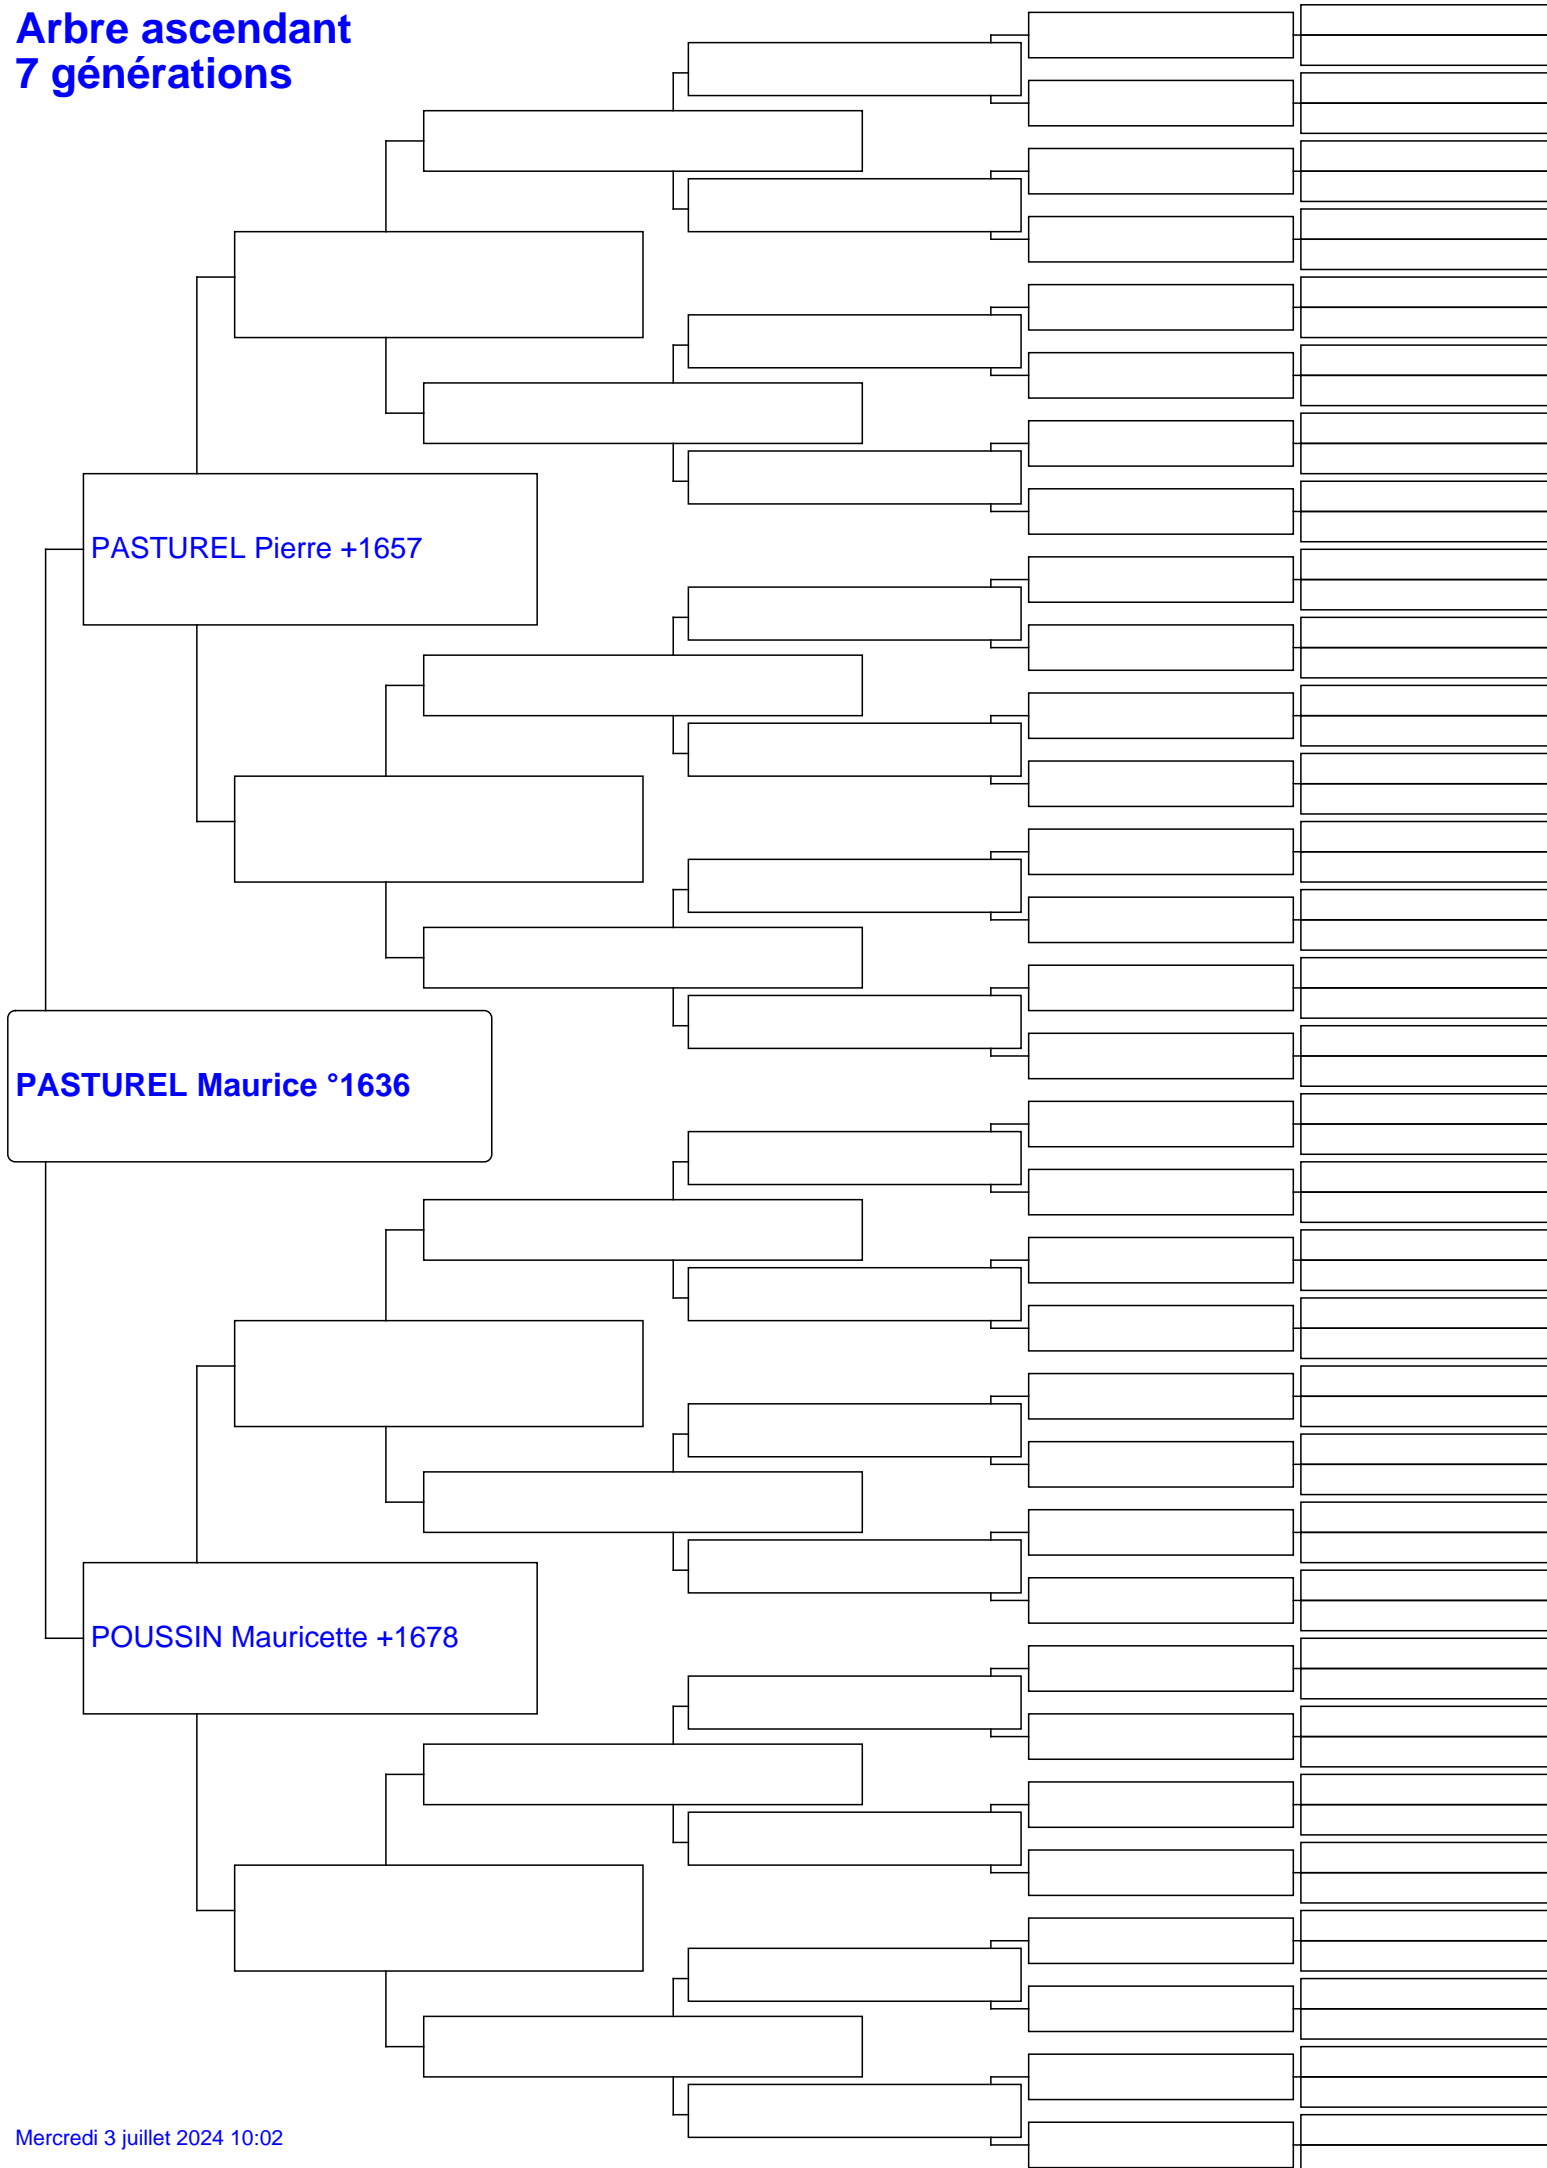 Arbre ascendant
7 générations
PASTUREL Pierre +1657
PASTUREL Maurice °1636
POUSSIN Mauricette +1678
Mercredi 3 juillet 2024 10:02